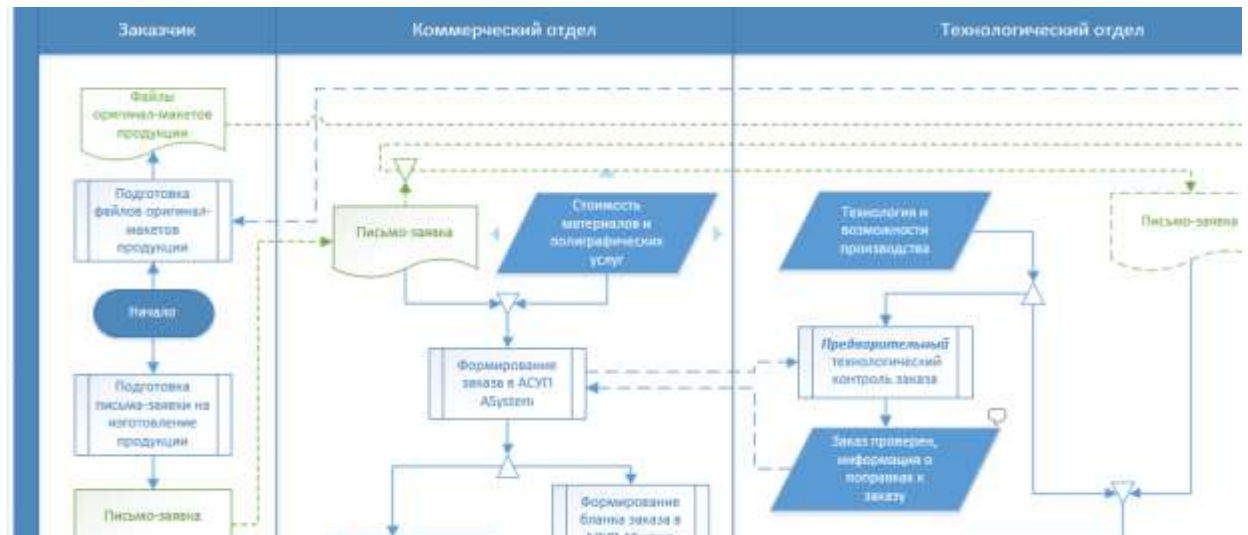 Заказчик
Коммерческий отдел
Технологический отдел
Файлы
оригинал-макетов
продукции
Подготовка
файлов оригинал-
макетов
продукции
Начало
Подготовка
письма-заявки на
изготовление
продукции
Письмо-заявка
Письмо-заявка
Стоимость
материалов и
полиграфических
услуг
Формирование
заказа в АСУП
ASystem
Формирование
бланка заказа в
Технология и
возможности
производства
Предварительный
технологический
контроль заказа
Заказ проверен,
информация о
поправках к
заказу
Письмо-заявка